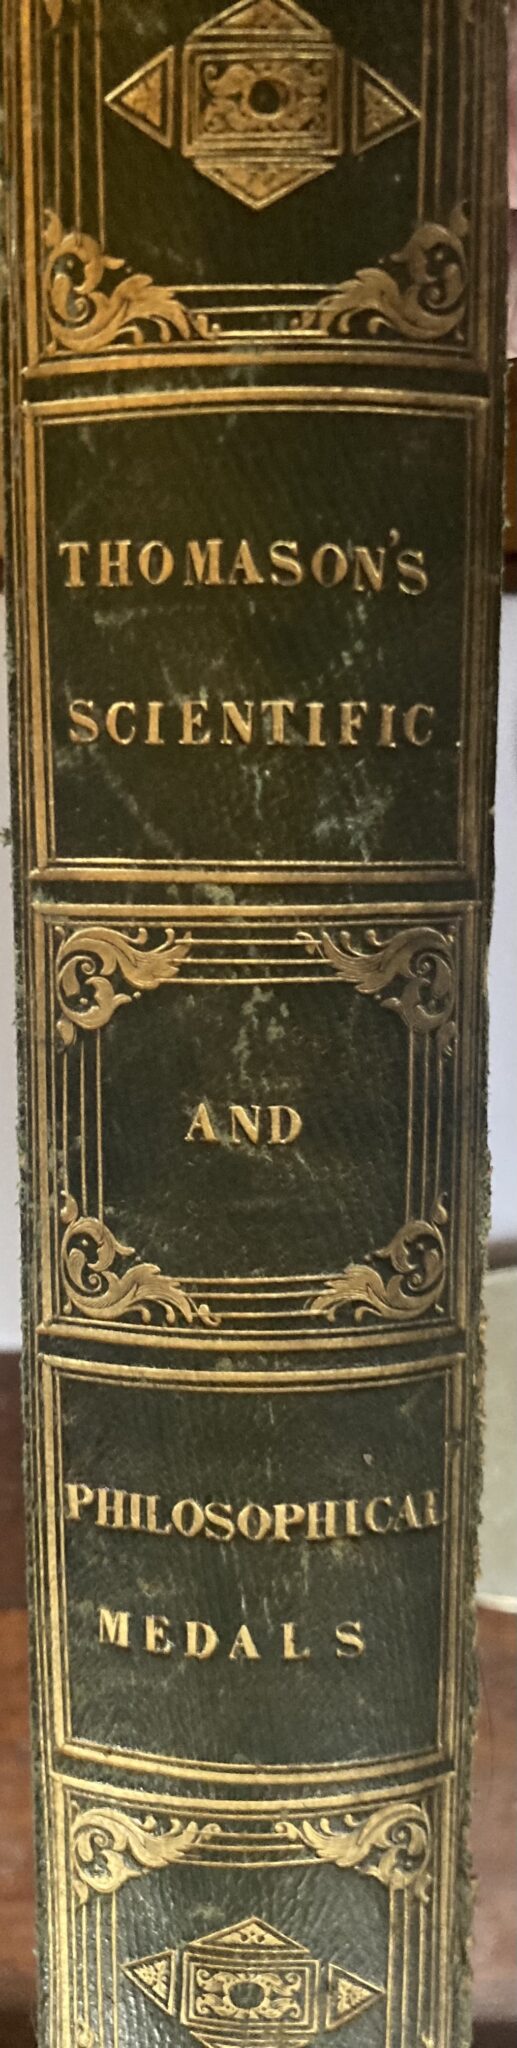 THOMASON'S
SCIENTIFIC
AND
PHILOSOPHICAL
MEDALS